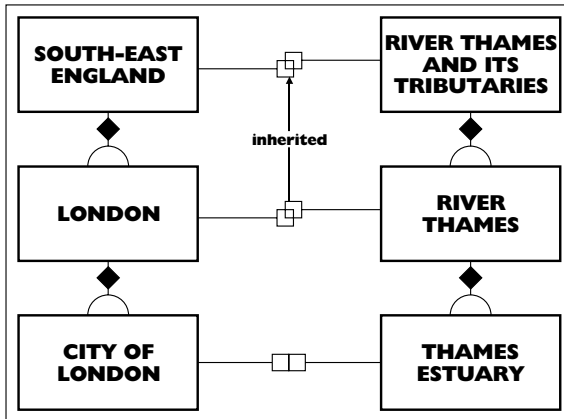 SOUTH-EAST
ENGLAND
RIVER THAMES
AND ITS
TRIBUTARIES
inherited
LONDON
RIVER
THAMES
CITY OF
LONDON
THAMES
ESTUARY